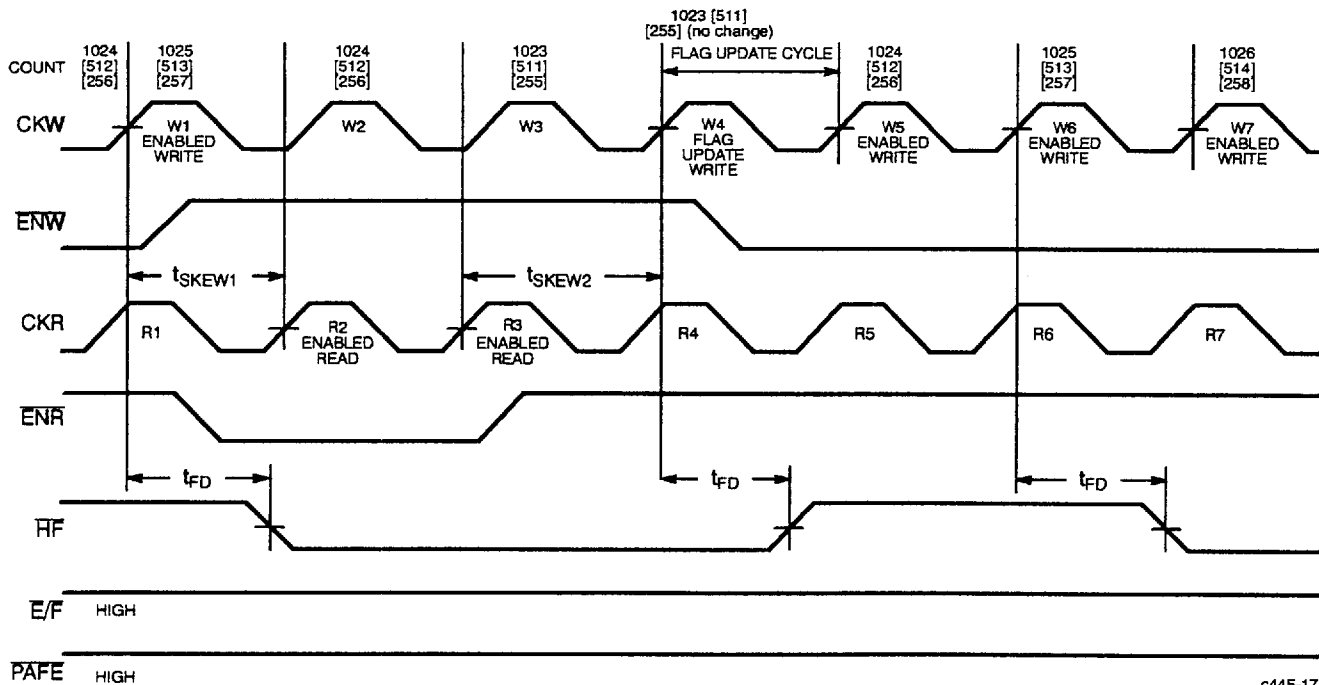 1023 [511]
[255] (no change)
FLAG UPDATE CYCLE
COUNT
1024
[512]
[256]
1025
[513]
[257]
1024
[512]
[256]
1023
[511]
[255]
1024
[512]
[256]
1025
[513]
[257]
1026
[514]
[258]
CKW
W1
ENABLED
WRITE
W2
W3
W4
FLAG
UPDATE
WRITE
W5
ENABLED
WRITE
W6
ENABLED
WRITE
W7
ENABLED
WRITE
ENW
tSKEW1
tSKEW2
CKR
R1
R2
ENABLED
READ
R3
ENABLED
READ
R4
R5
R6
R7
ENR
tFD
tFD
tFD
HF
E/F
HIGH
PAFE
HIGH
c445-17